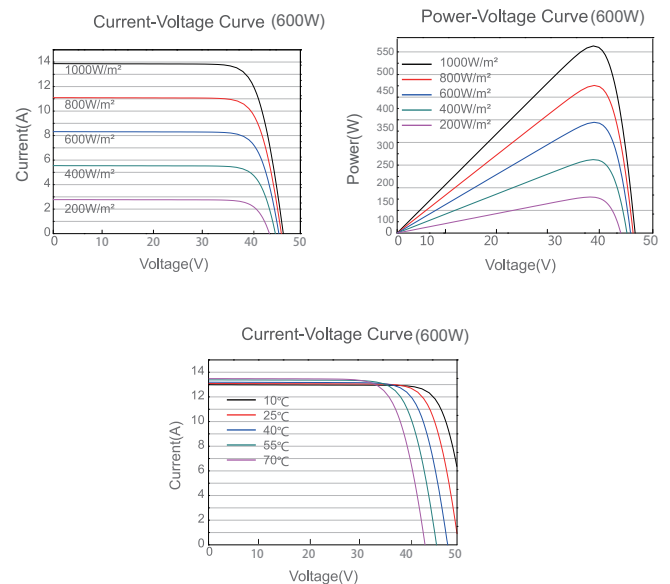 Current-Voltage Curve (600W)
Current(A)
14
12
10
8
6
4
2
0
1000W/m²
800W/m²
600W/m²
400W/m²
200W/m²
0
10
20
30
40
50
Voltage(V)
Power-Voltage Curve (600W)
Power(W)
550
500
450
400
350
300
250
350
150
100
0
1000W/m²
800W/m²
600W/m²
400W/m²
200W/m²
0
10
20
30
40
50
Voltage(V)
Current-Voltage Curve (600W)
Current(A)
14
12
10
8
6
4
2
0
10℃
25℃
40℃
55℃
70℃
0
10
20
30
40
50
Voltage(V)